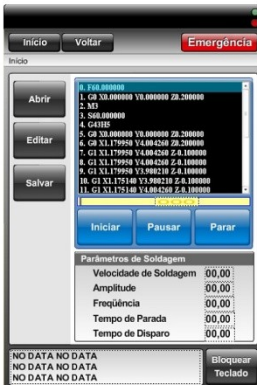 Início Voltar Emergência
Início
Abrir
Editar
Salvar
0. F60.000000
1. G0 X0.000000 Y0.000000 Z0.200000
2. M3
3. S60.000000
4. G43H5
5. G0 X0.000000 Y0.000000 Z0.200000
6. G0 X1.179950 Y4.004260 Z0.200000
7. G1 X1.179950 Y4.004260 Z-0.100000
8. G1 X1.179950 Y4.004260 Z-0.100000
9. G1 X1.179950 Y3.980210 Z-0.100000
10. G1 X1.175140 Y3.980210 Z-0.100000
11. G1 X1.175140 Y4.004260 Z-0.100000
Iniciar Pausar Parar
Parâmetros de Soldagem
Velocidade de Soldagem 00,00
Amplitude 00,00
Freqüência 00,00
Tempo de Parada 00,00
Tempo de Disparo 00,00
NO DATA NO DATA
NO DATA NO DATA
NO DATA NO DATA
Bloquear
Teclado